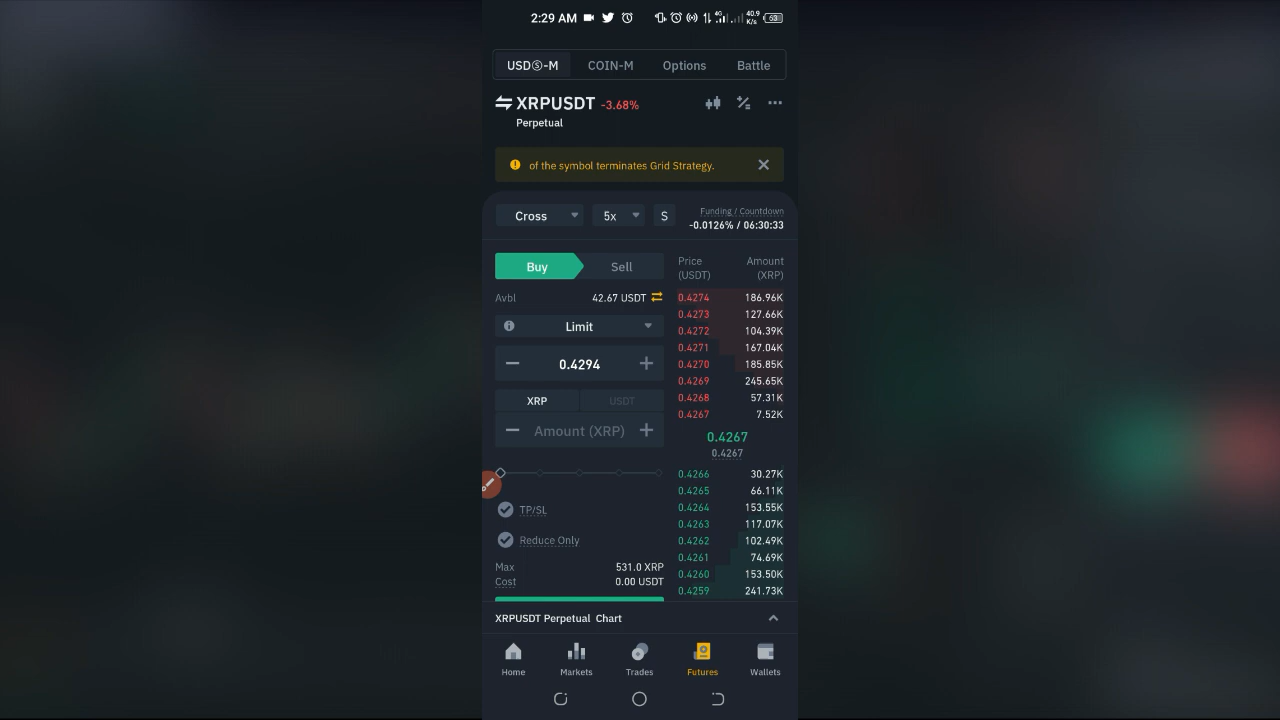 2:29 AM 4G 40.9 K/s 53
USDⓈ-M COIN-M Options Battle
XRPUSDT -3.68%
Perpetual
of the symbol terminates Grid Strategy.
Cross 5x S
Funding / Countdown
-0.0126% / 06:30:33
Buy Sell
Avbl 42.67 USDT
Limit
0.4294
XRP USDT
Amount (XRP)
TP/SL
Reduce Only
Max 531.0 XRP
Cost 0.00 USDT
Price Amount
(USDT) (XRP)
0.4274 186.96K
0.4273 127.66K
0.4272 104.39K
0.4271 167.04K
0.4270 185.85K
0.4269 245.65K
0.4268 57.31K
0.4267 7.52K
0.4267
0.4267
0.4266 30.27K
0.4265 66.11K
0.4264 153.55K
0.4263 117.07K
0.4262 102.49K
0.4261 74.69K
0.4260 153.50K
0.4259 241.73K
XRPUSDT Perpetual Chart
Home Markets Trades Futures Wallets